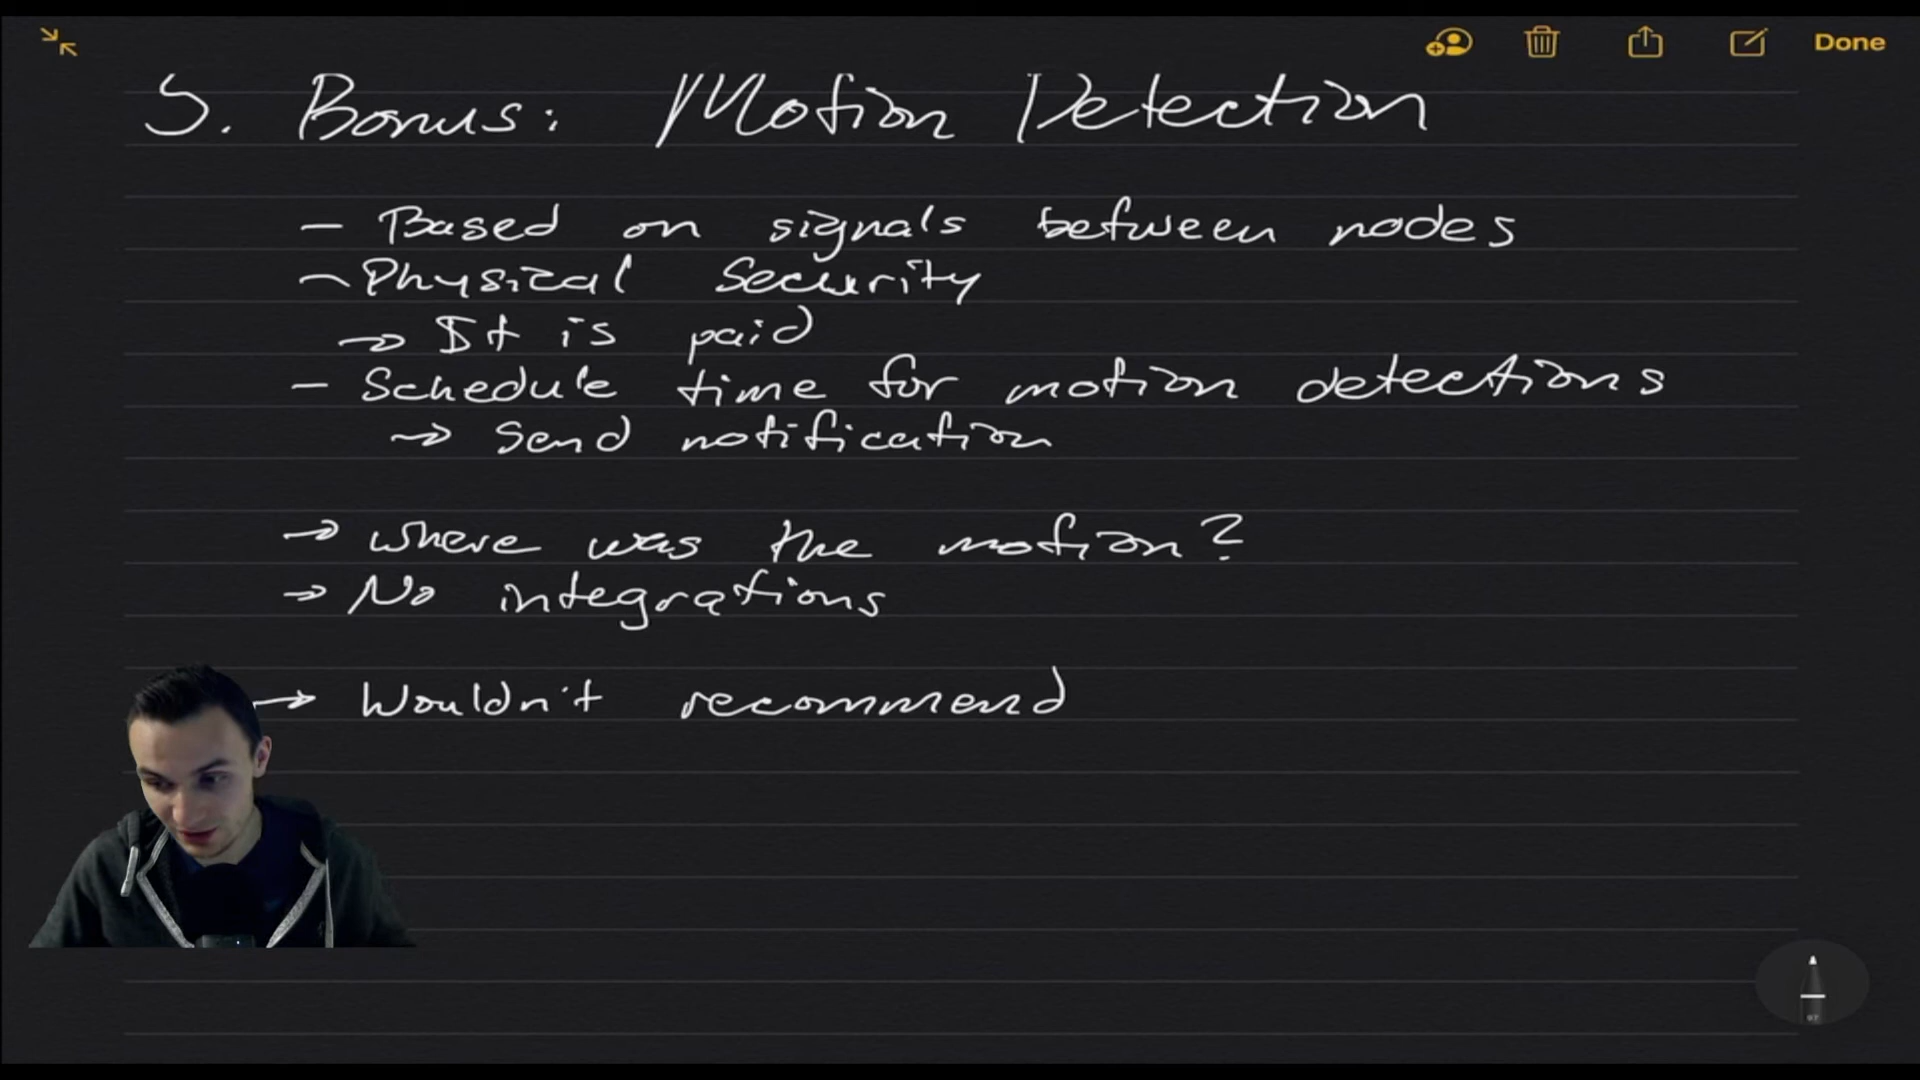 Done
5. Bonus: Motion Detection
- Based on signals between nodes
- Physical Security
→ It is paid
- Schedule time for motion detections
→ Send notification
→ where was the motion?
→ No integrations
→ Wouldn't recommend
97